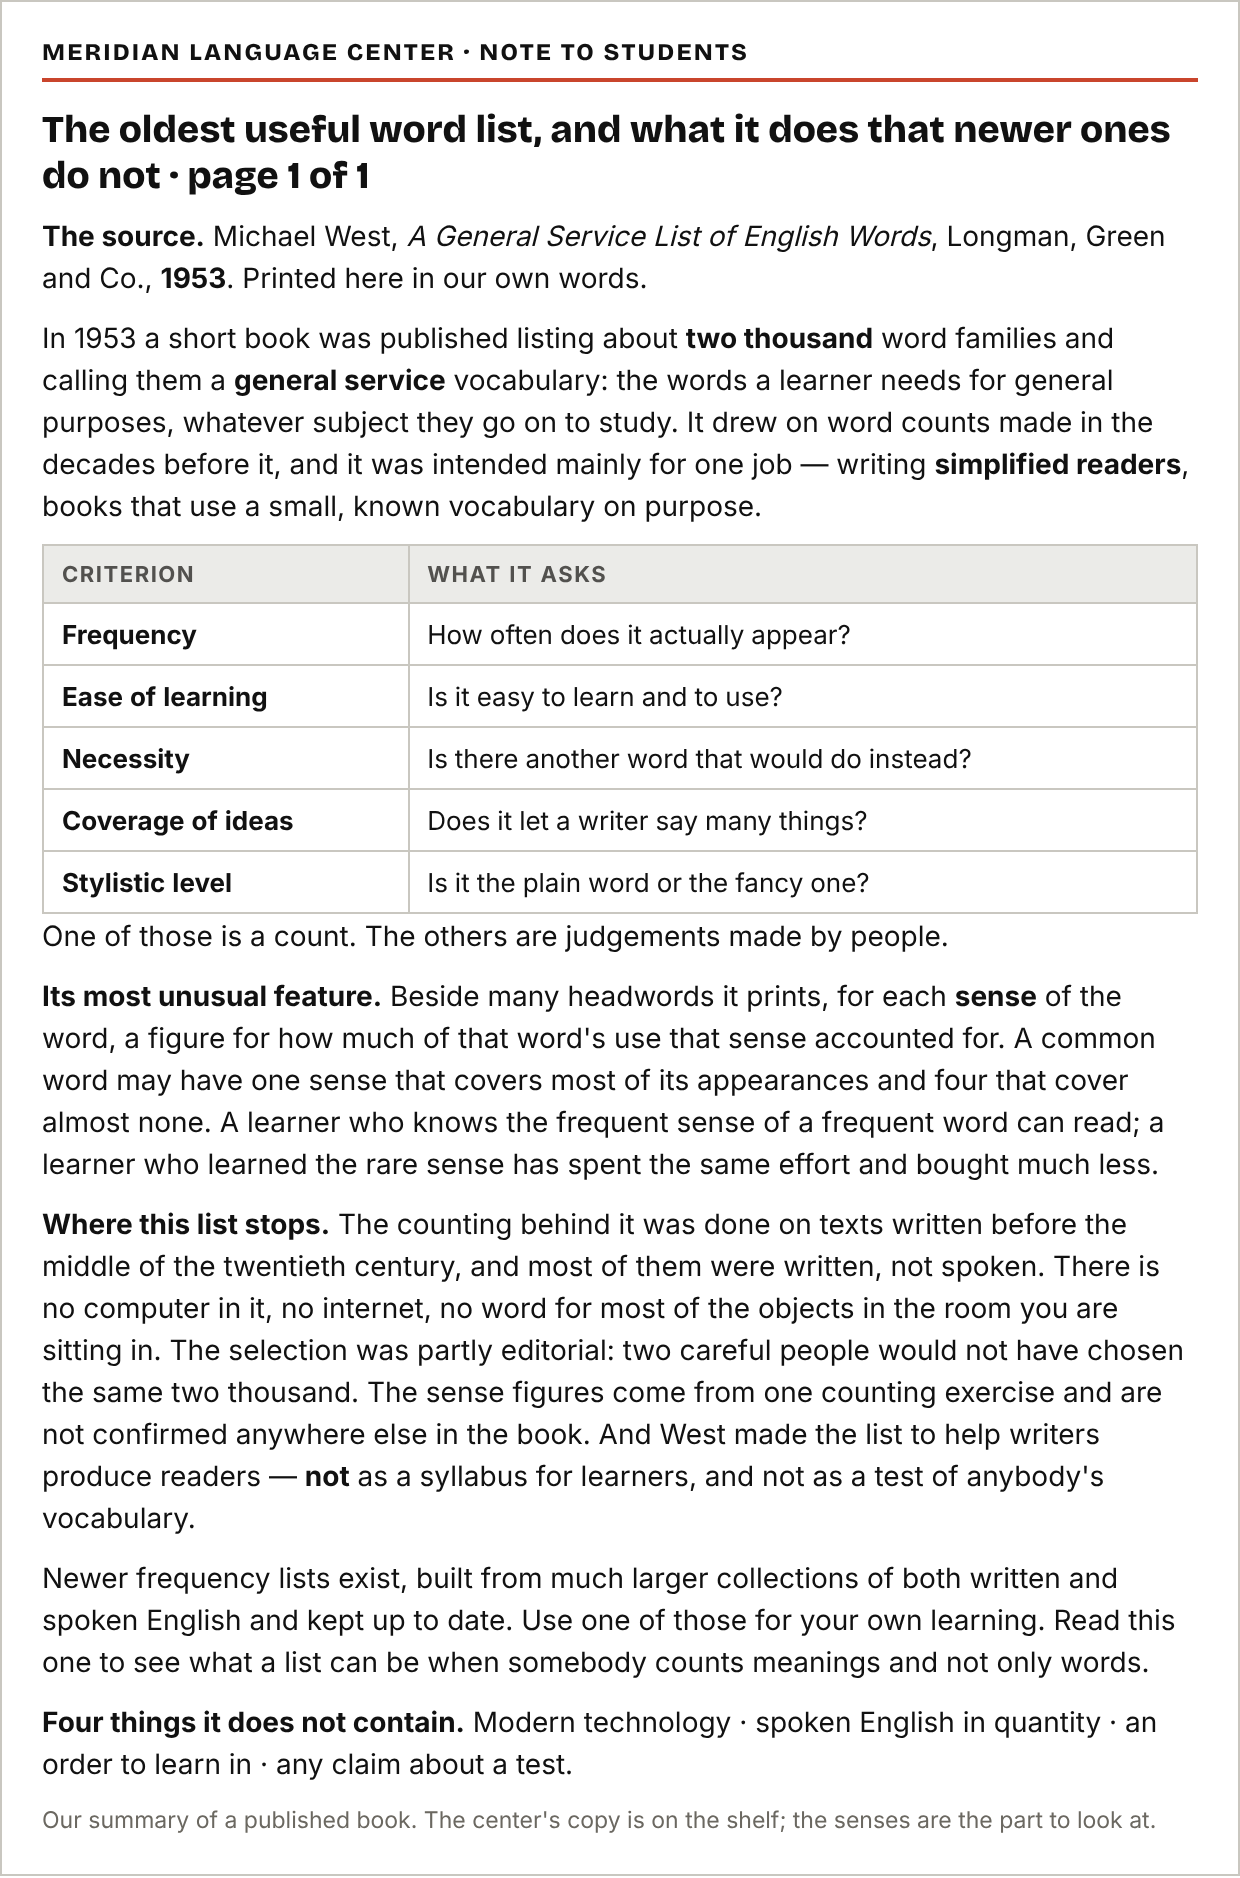 MERIDIAN LANGUAGE CENTER · NOTE TO STUDENTS
The oldest useful word list, and what it does that newer ones
do not · page 1 of 1
The source. Michael West, A General Service List of English Words, Longman, Green
and Co., 1953. Printed here in our own words.
In 1953 a short book was published listing about two thousand word families and
calling them a general service vocabulary: the words a learner needs for general
purposes, whatever subject they go on to study. It drew on word counts made in the
decades before it, and it was intended mainly for one job — writing simplified readers,
books that use a small, known vocabulary on purpose.
CRITERION WHAT IT ASKS
Frequency How often does it actually appear?
Ease of learning Is it easy to learn and to use?
Necessity Is there another word that would do instead?
Coverage of ideas Does it let a writer say many things?
Stylistic level Is it the plain word or the fancy one?
One of those is a count. The others are judgements made by people.
Its most unusual feature. Beside many headwords it prints, for each sense of the
word, a figure for how much of that word's use that sense accounted for. A common
word may have one sense that covers most of its appearances and four that cover
almost none. A learner who knows the frequent sense of a frequent word can read; a
learner who learned the rare sense has spent the same effort and bought much less.
Where this list stops. The counting behind it was done on texts written before the
middle of the twentieth century, and most of them were written, not spoken. There is
no computer in it, no internet, no word for most of the objects in the room you are
sitting in. The selection was partly editorial: two careful people would not have chosen
the same two thousand. The sense figures come from one counting exercise and are
not confirmed anywhere else in the book. And West made the list to help writers
produce readers — not as a syllabus for learners, and not as a test of anybody's
vocabulary.
Newer frequency lists exist, built from much larger collections of both written and
spoken English and kept up to date. Use one of those for your own learning. Read this
one to see what a list can be when somebody counts meanings and not only words.
Four things it does not contain. Modern technology · spoken English in quantity · an
order to learn in · any claim about a test.
Our summary of a published book. The center's copy is on the shelf; the senses are the part to look at.